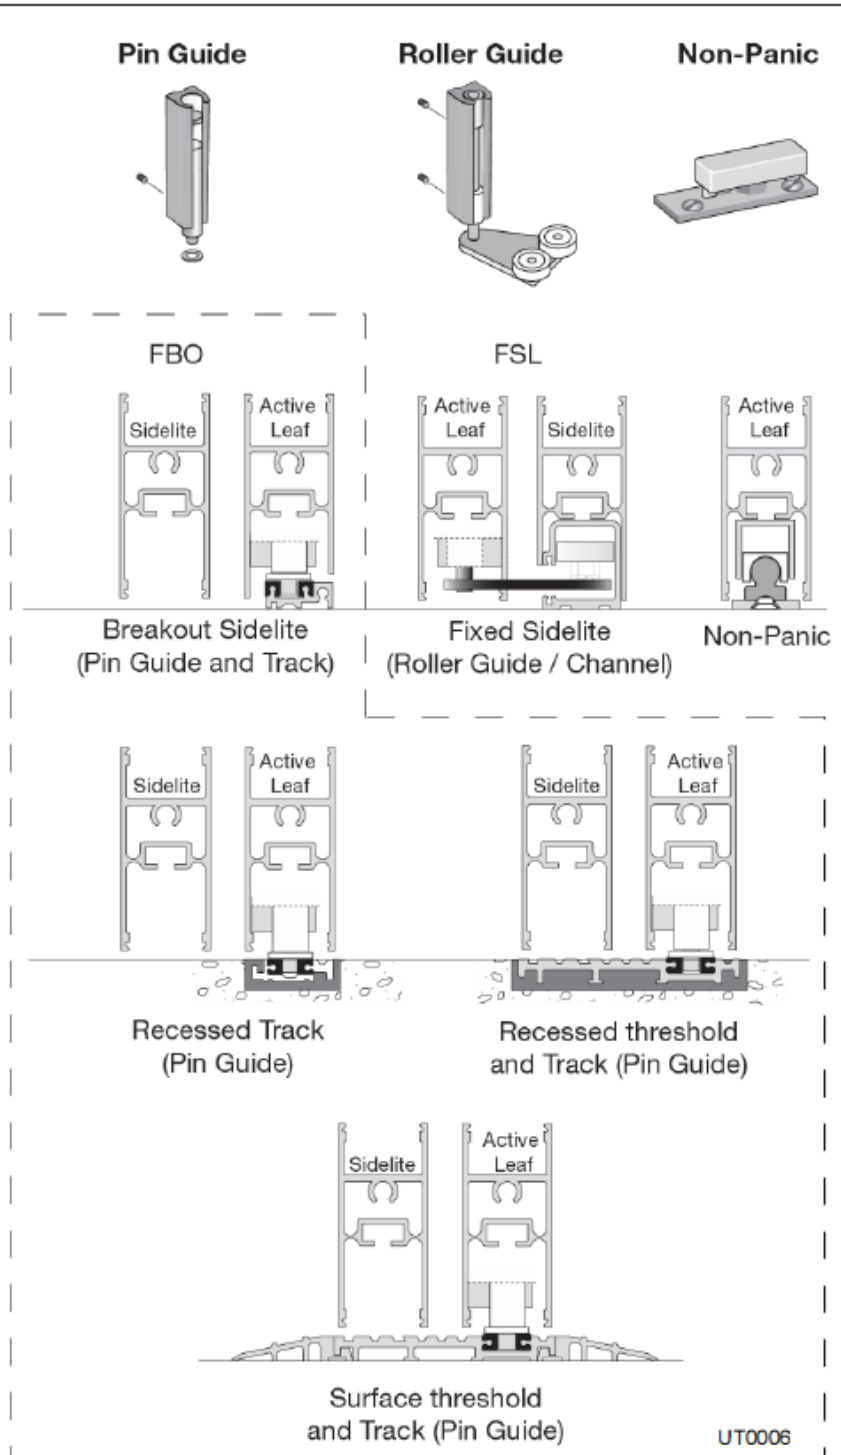 Pin Guide
Roller Guide
Non-Panic
FBO
FSL
Sidelite
Active
Leaf
Active
Leaf
Sidelite
Active
Leaf
Breakout Sidelite
(Pin Guide and Track)
Fixed Sidelite
(Roller Guide / Channel)
Non-Panic
Sidelite
Active
Leaf
Sidelite
Active
Leaf
Recessed Track
(Pin Guide)
Recessed threshold
and Track (Pin Guide)
Sidelite
Active
Leaf
Surface threshold
and Track (Pin Guide)
UT0006